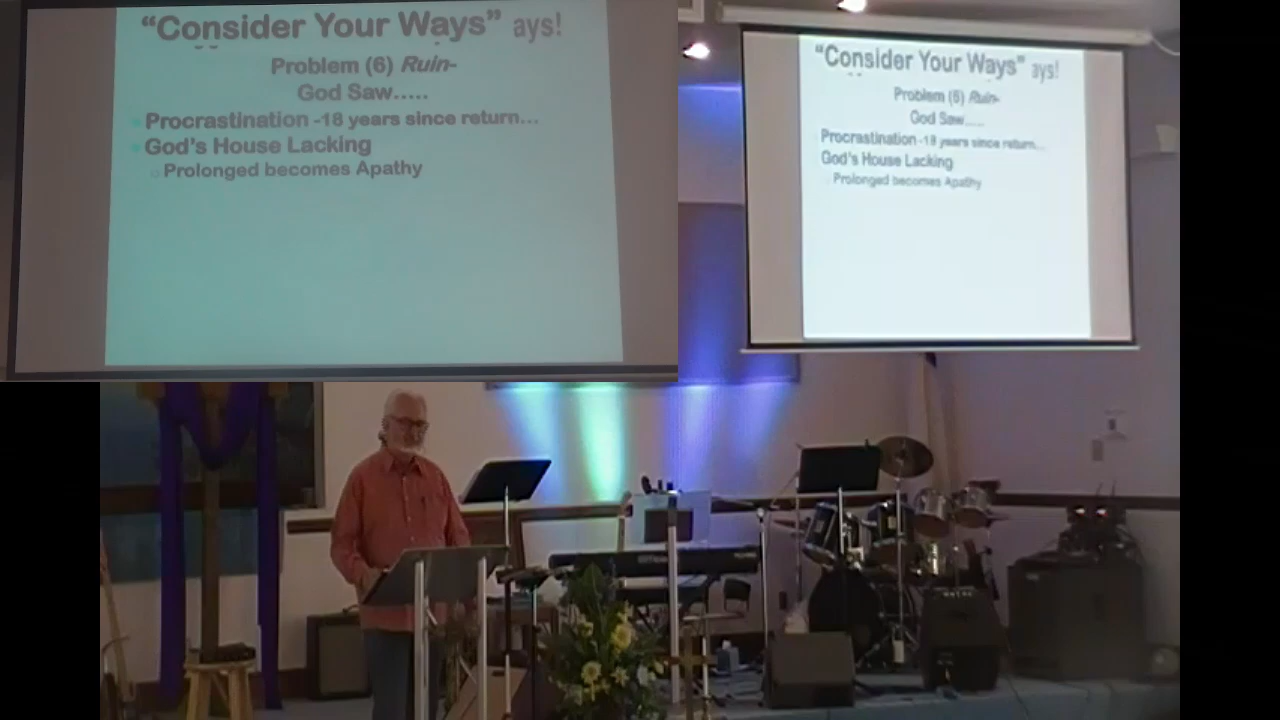 “Consider Your Ways” ays!
Problem (6) Ruin-
God Saw.....
Procrastination -18 years since return...
God's House Lacking
Prolonged becomes Apathy
“Consider Your Ways” ays!
Problem (6) Ruin-
God Saw.....
Procrastination -18 years since return...
God's House Lacking
Prolonged becomes Apathy